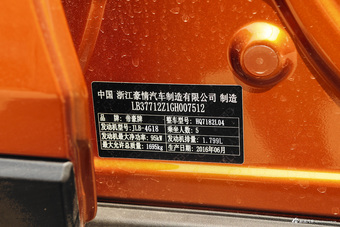 中国 浙江豪情汽车制造有限公司 制造
LB37712Z1GH007512
品 牌：帝豪牌 整车型号：HQ7182L04
发动机型号：JLB-4G18 乘坐人数：5
发动机最大净功率：95kW 发动机排量：1.799L
最大允许总质量：1695kg 生产日期：2016年06月